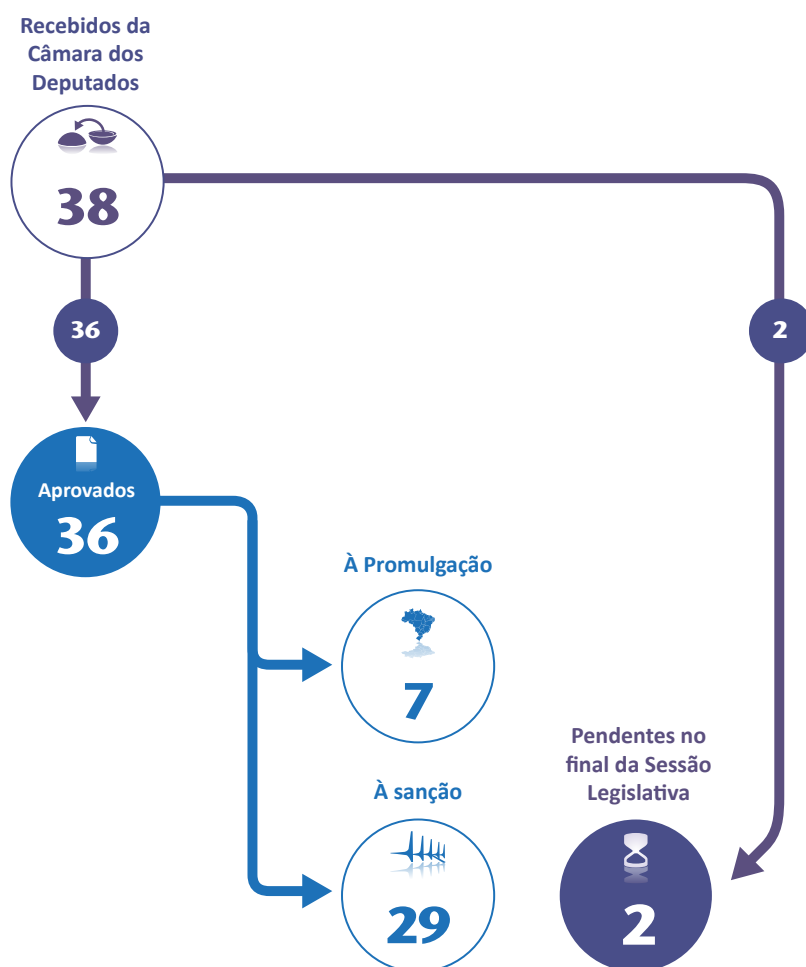 Recebidos da
Câmara dos
Deputados
38
36
2
Aprovados
36
À Promulgação
7
À sanção
29
Pendentes no
final da Sessão
Legislativa
2